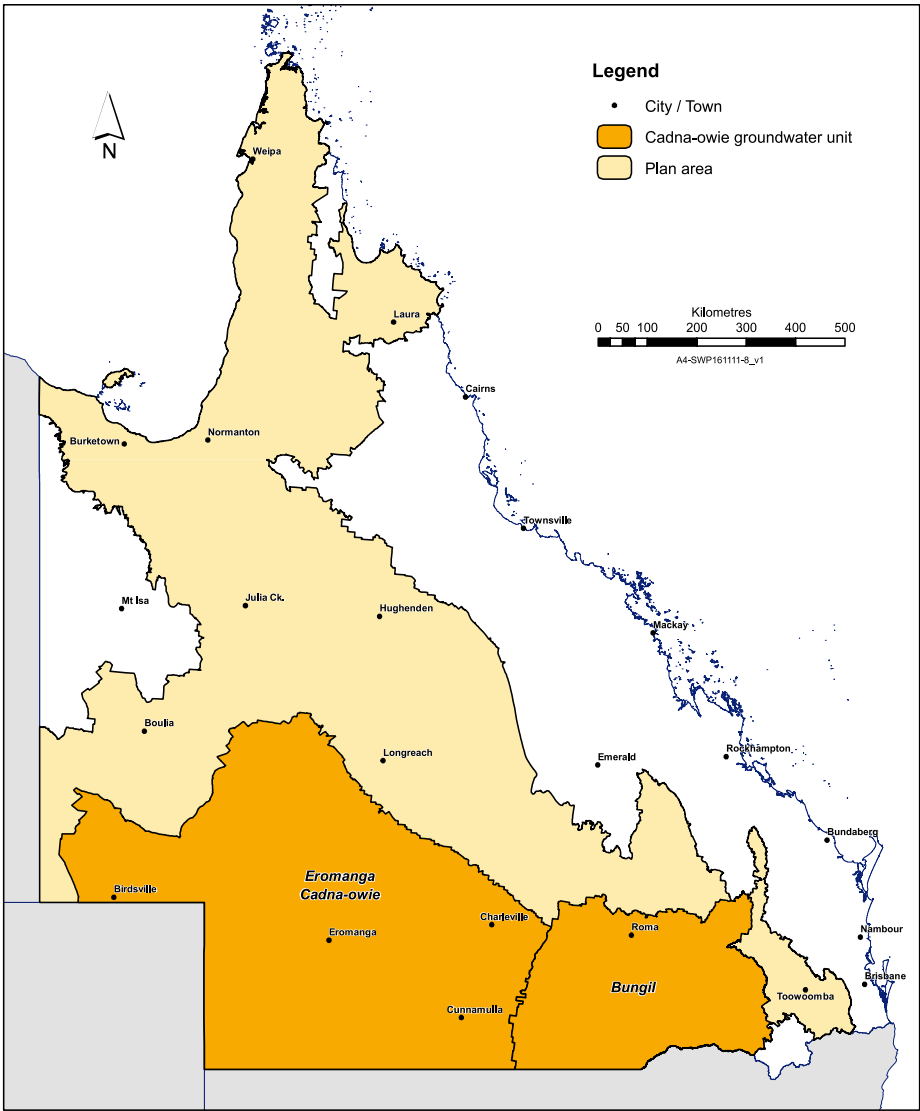 Legend
City / Town
Cadna-owie groundwater unit
Plan area
N
Weipa
Kilometres
0 50 100 200 300 400 500
A4-SWP161111-8_v1
Laura
Cairns
Normanton
Burketown
Townsville
Mt Isa
Julia Ck.
Hughenden
Mackay
Boulia
Longreach
Emerald
Rockhampton
Bundaberg
Eromanga
Cadna-owie
Birdsville
Charleville
Eromanga
Roma
Nambour
Bungil
Brisbane
Toowoomba
Cunnamulla